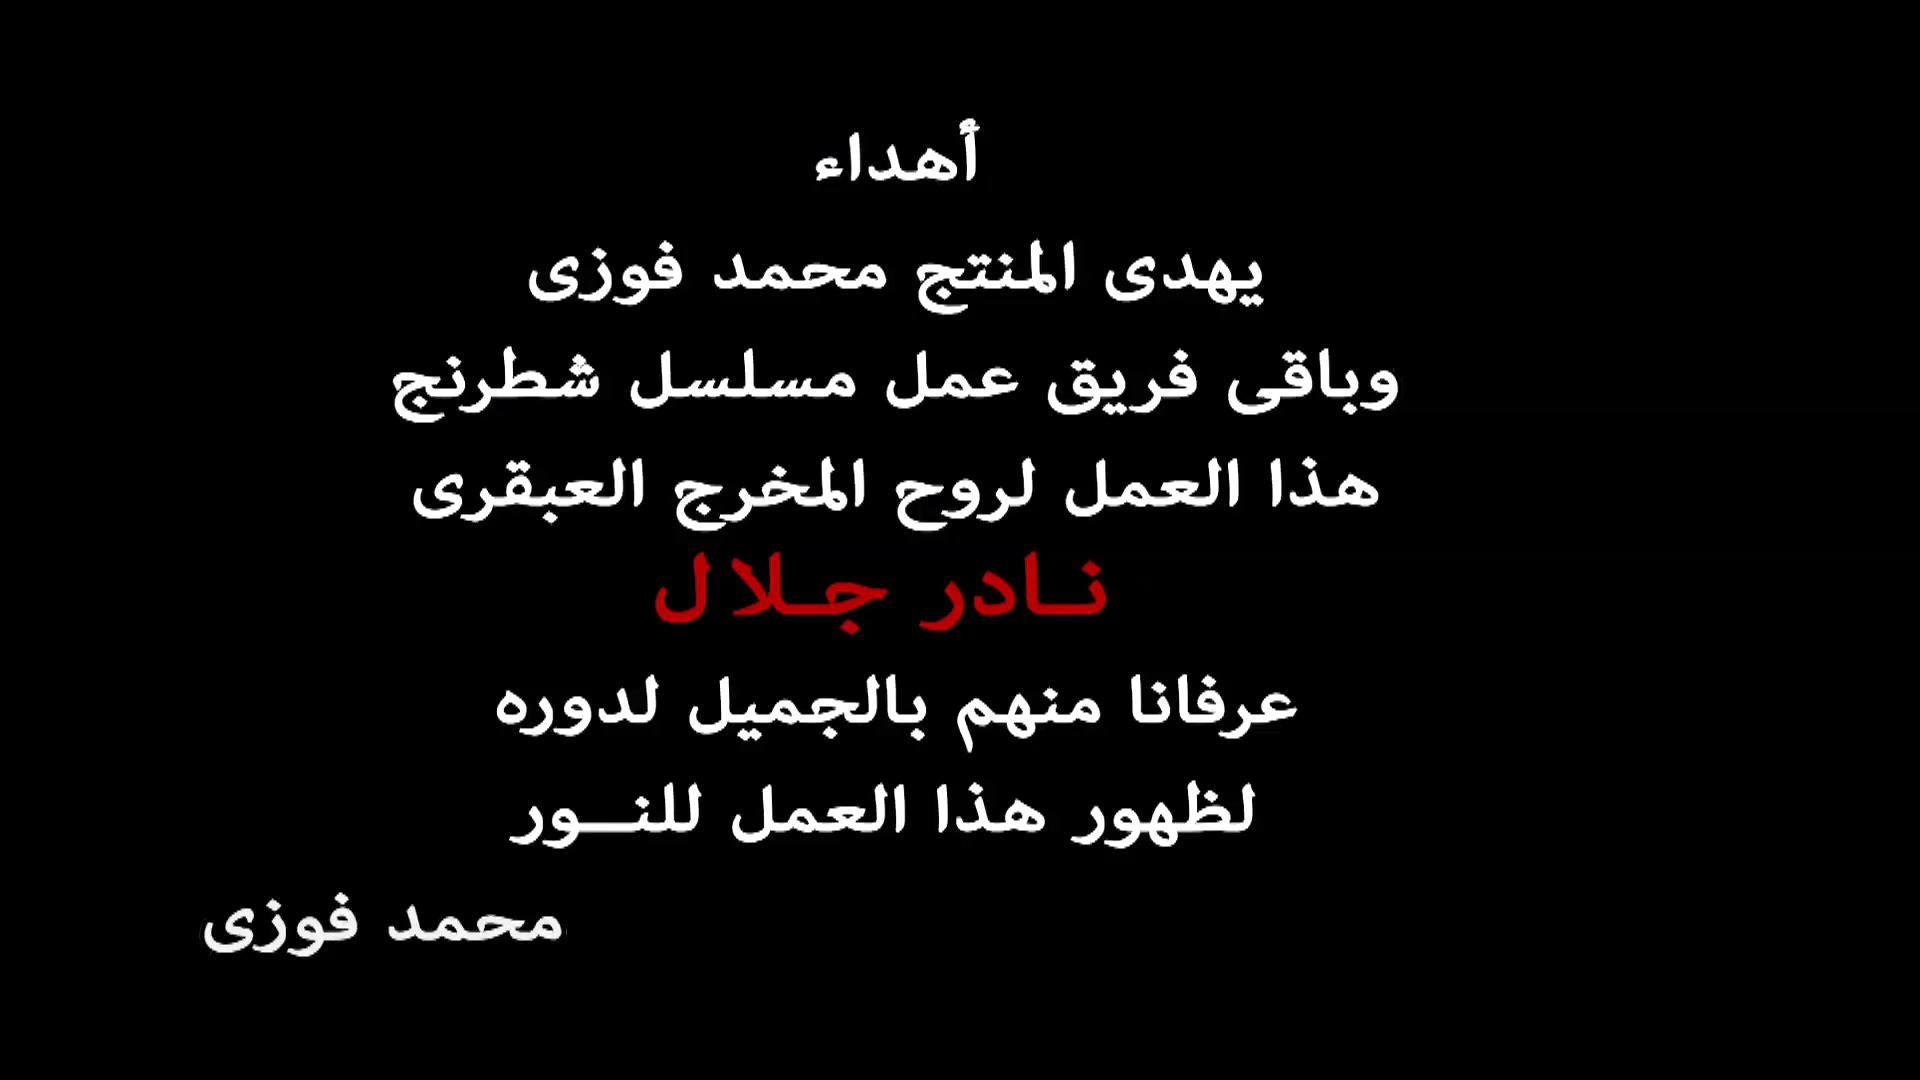 أهداء
يهدى المنتج محمد فوزى
وباقى فريق عمل مسلسل شطرنج
هذا العمل لروح المخرج العبقرى
نـادر جـلال
عرفانا منهم بالجميل لدوره
لظهور هذا العمل للنـــور
محمد فوزى